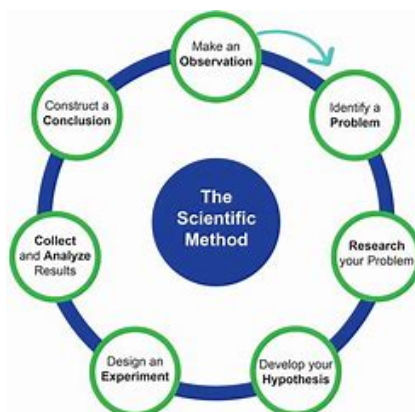 Make an
Observation
Identify a
Problem
Research
your Problem
Develop your
Hypothesis
Design an
Experiment
Collect
and Analyze
Results
Construct a
Conclusion
The
Scientific
Method